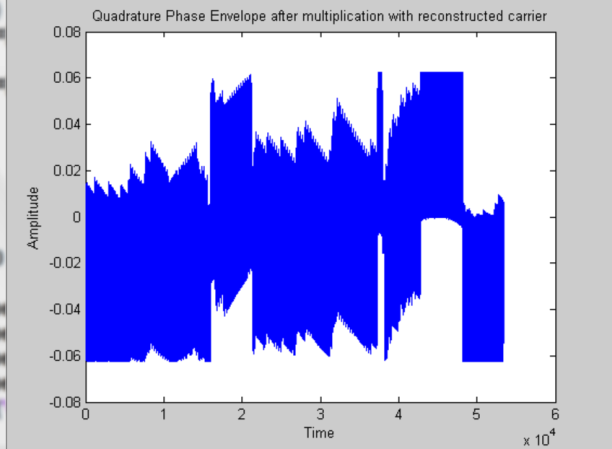 Quadrature Phase Envelope after multiplication with reconstructed carrier
0.08
0.06
0.04
0.02
0
-0.02
-0.04
-0.06
-0.08
Amplitude
0 1 2 3 4 5 6
Time
x 10^4